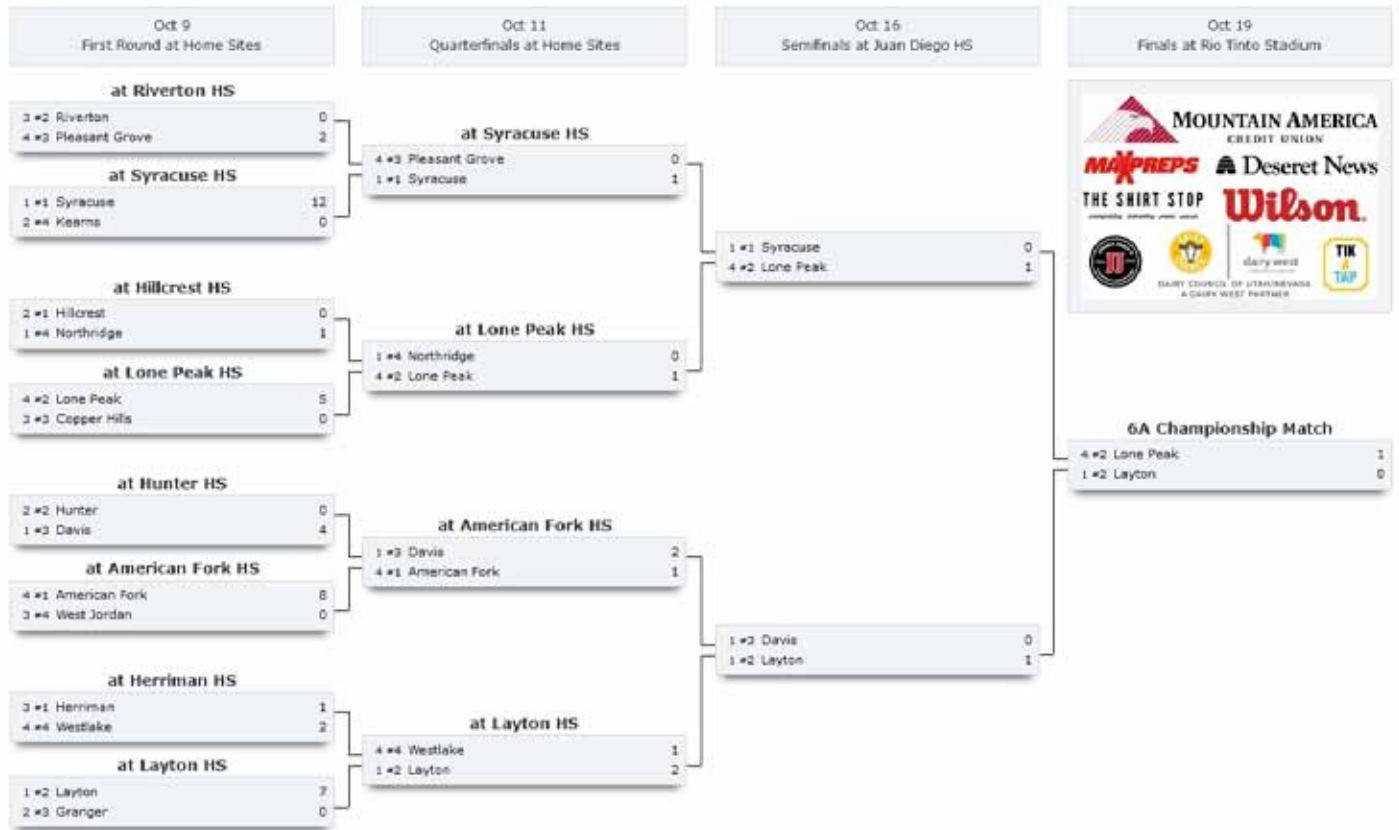 Oct 9
First Round at Home Sites
Oct 11
Quarterfinals at Home Sites
Oct 16
Semifinals at Juan Diego HS
Oct 19
Finals at Rio Tinto Stadium
at Riverton HS
3 #2 Riverton 0
4 #3 Pleasant Grove 2
at Syracuse HS
1 #1 Syracuse 12
2 #4 Kearns 0
at Hillcrest HS
2 #1 Hillcrest 0
1 #4 Northridge 1
at Lone Peak HS
4 #2 Lone Peak 5
3 #3 Copper Hills 0
at Hunter HS
2 #2 Hunter 0
1 #3 Davis 4
at American Fork HS
4 #1 American Fork 8
3 #4 West Jordan 0
at Herriman HS
3 #1 Herriman 1
4 #4 Westlake 2
at Layton HS
1 #2 Layton 7
2 #3 Granger 0
at Syracuse HS
4 #3 Pleasant Grove 0
1 #1 Syracuse 1
at Lone Peak HS
1 #4 Northridge 0
4 #2 Lone Peak 1
at American Fork HS
1 #3 Davis 2
4 #1 American Fork 1
at Layton HS
4 #4 Westlake 1
1 #2 Layton 2
1 #1 Syracuse 0
4 #2 Lone Peak 1
1 #3 Davis 0
1 #2 Layton 1
MOUNTAIN AMERICA
CREDIT UNION
MAXPREPS Deseret News
THE SHIRT STOP Wilson.
dairy west
TIK A TAP
DAIRY COUNCIL OF UTAH/NEVADA
A DAIRY WEST PARTNER
6A Championship Match
4 #2 Lone Peak 1
1 #2 Layton 0